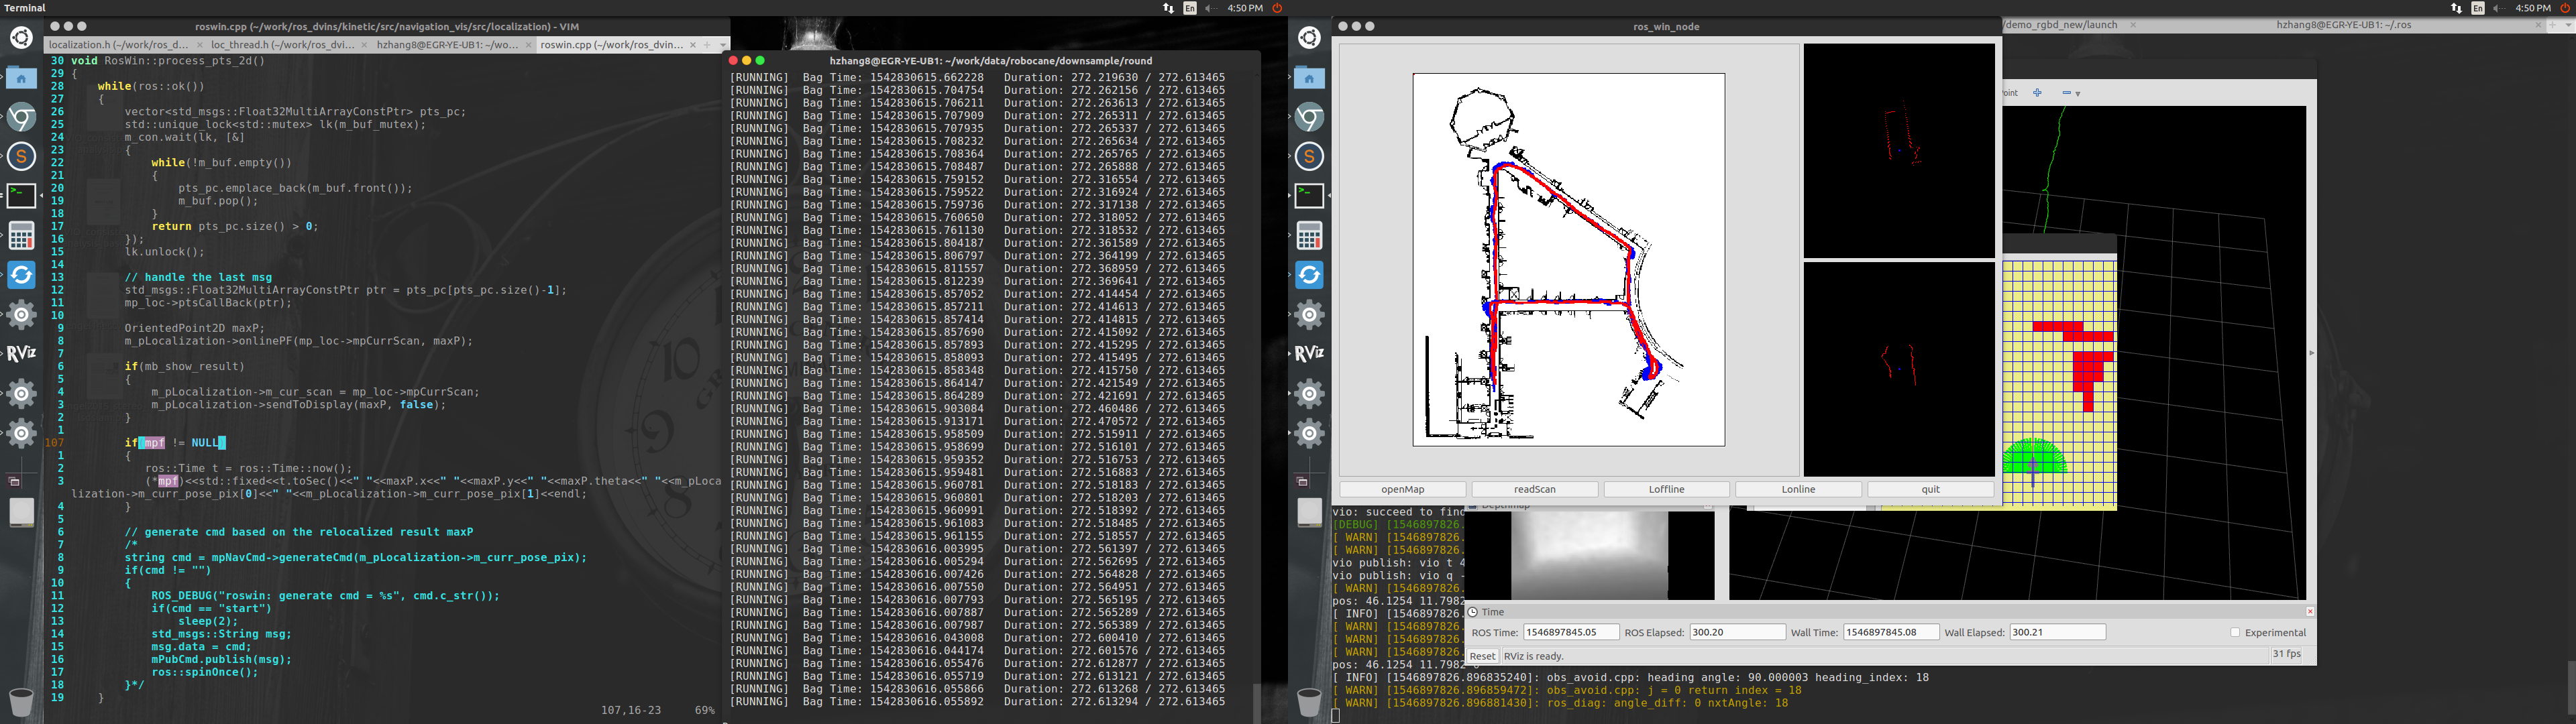 Terminal
En
4:50 PM
roswin.cpp (~/work/ros_dvins/kinetic/src/navigation_vis/src/localization) - VIM
localization.h (~/work/ros_d... × loc_thread.h (~/work/ros_dvi... × hzhang8@EGR-YE-UB1: ~/wo... × roswin.cpp (~/work/ros_dvin... ×
30 void RosWin::process_pts_2d()
29 {
28 while(ros::ok())
27 {
26 vector<std_msgs::Float32MultiArrayConstPtr> pts_pc;
25 std::unique_lock<std::mutex> lk(m_buf_mutex);
24 m_con.wait(lk, [&]
23 {
22 while(!m_buf.empty())
21 {
20 pts_pc.emplace_back(m_buf.front());
19 m_buf.pop();
18 }
17 return pts_pc.size() > 0;
16 });
15 lk.unlock();
14
13 // handle the last msg
12 std_msgs::Float32MultiArrayConstPtr ptr = pts_pc[pts_pc.size()-1];
11 mp_loc->ptsCallBack(ptr);
10
9 OrientedPoint2D maxP;
8 m_pLocalization->onlinePF(mp_loc->mpCurrScan, maxP);
7
6 if(mb_show_result)
5 {
4 m_pLocalization->m_cur_scan = mp_loc->mpCurrScan;
3 m_pLocalization->sendToDisplay(maxP, false);
2 }
1
107 if(mpf != NULL)
1 {
2 ros::Time t = ros::Time::now();
3 (*mpf)<<std::fixed<<t.toSec()<<" "<<maxP.x<<" "<<maxP.y<<" "<<maxP.theta<<" "<<m_pLoca
lization->m_curr_pose_pix[0]<<" "<<m_pLocalization->m_curr_pose_pix[1]<<endl;
4 }
5
6 // generate cmd based on the relocalized result maxP
7 /*
8 string cmd = mpNavCmd->generateCmd(m_pLocalization->m_curr_pose_pix);
9 if(cmd != "")
10 {
11 ROS_DEBUG("roswin: generate cmd = %s", cmd.c_str());
12 if(cmd == "start")
13 sleep(2);
14 std_msgs::String msg;
15 msg.data = cmd;
16 mPubCmd.publish(msg);
17 ros::spinOnce();
18 }*/
19 }
107,16-23 69%
hzhang8@EGR-YE-UB1: ~/work/data/robocane/downsample/round
[RUNNING] Bag Time: 1542830615.662228 Duration: 272.219630 / 272.613465
[RUNNING] Bag Time: 1542830615.704754 Duration: 272.262156 / 272.613465
[RUNNING] Bag Time: 1542830615.706211 Duration: 272.263613 / 272.613465
[RUNNING] Bag Time: 1542830615.707909 Duration: 272.265311 / 272.613465
[RUNNING] Bag Time: 1542830615.707935 Duration: 272.265337 / 272.613465
[RUNNING] Bag Time: 1542830615.708232 Duration: 272.265634 / 272.613465
[RUNNING] Bag Time: 1542830615.708364 Duration: 272.265765 / 272.613465
[RUNNING] Bag Time: 1542830615.708487 Duration: 272.265888 / 272.613465
[RUNNING] Bag Time: 1542830615.759152 Duration: 272.316554 / 272.613465
[RUNNING] Bag Time: 1542830615.759522 Duration: 272.316924 / 272.613465
[RUNNING] Bag Time: 1542830615.759736 Duration: 272.317138 / 272.613465
[RUNNING] Bag Time: 1542830615.760650 Duration: 272.318052 / 272.613465
[RUNNING] Bag Time: 1542830615.761130 Duration: 272.318532 / 272.613465
[RUNNING] Bag Time: 1542830615.804187 Duration: 272.361589 / 272.613465
[RUNNING] Bag Time: 1542830615.806797 Duration: 272.364199 / 272.613465
[RUNNING] Bag Time: 1542830615.811557 Duration: 272.368959 / 272.613465
[RUNNING] Bag Time: 1542830615.812239 Duration: 272.369641 / 272.613465
[RUNNING] Bag Time: 1542830615.857052 Duration: 272.414454 / 272.613465
[RUNNING] Bag Time: 1542830615.857211 Duration: 272.414613 / 272.613465
[RUNNING] Bag Time: 1542830615.857414 Duration: 272.414815 / 272.613465
[RUNNING] Bag Time: 1542830615.857690 Duration: 272.415092 / 272.613465
[RUNNING] Bag Time: 1542830615.857893 Duration: 272.415295 / 272.613465
[RUNNING] Bag Time: 1542830615.858093 Duration: 272.415495 / 272.613465
[RUNNING] Bag Time: 1542830615.858348 Duration: 272.415750 / 272.613465
[RUNNING] Bag Time: 1542830615.864147 Duration: 272.421549 / 272.613465
[RUNNING] Bag Time: 1542830615.864289 Duration: 272.421691 / 272.613465
[RUNNING] Bag Time: 1542830615.903084 Duration: 272.460486 / 272.613465
[RUNNING] Bag Time: 1542830615.913171 Duration: 272.470572 / 272.613465
[RUNNING] Bag Time: 1542830615.958509 Duration: 272.515911 / 272.613465
[RUNNING] Bag Time: 1542830615.958699 Duration: 272.516101 / 272.613465
[RUNNING] Bag Time: 1542830615.959352 Duration: 272.516753 / 272.613465
[RUNNING] Bag Time: 1542830615.959481 Duration: 272.516883 / 272.613465
[RUNNING] Bag Time: 1542830615.960781 Duration: 272.518183 / 272.613465
[RUNNING] Bag Time: 1542830615.960801 Duration: 272.518203 / 272.613465
[RUNNING] Bag Time: 1542830615.960991 Duration: 272.518392 / 272.613465
[RUNNING] Bag Time: 1542830615.961083 Duration: 272.518485 / 272.613465
[RUNNING] Bag Time: 1542830615.961155 Duration: 272.518557 / 272.613465
[RUNNING] Bag Time: 1542830616.003995 Duration: 272.561397 / 272.613465
[RUNNING] Bag Time: 1542830616.005294 Duration: 272.562695 / 272.613465
[RUNNING] Bag Time: 1542830616.007426 Duration: 272.564828 / 272.613465
[RUNNING] Bag Time: 1542830616.007550 Duration: 272.564951 / 272.613465
[RUNNING] Bag Time: 1542830616.007793 Duration: 272.565195 / 272.613465
[RUNNING] Bag Time: 1542830616.007887 Duration: 272.565289 / 272.613465
[RUNNING] Bag Time: 1542830616.007987 Duration: 272.565389 / 272.613465
[RUNNING] Bag Time: 1542830616.043008 Duration: 272.600410 / 272.613465
[RUNNING] Bag Time: 1542830616.044174 Duration: 272.601576 / 272.613465
[RUNNING] Bag Time: 1542830616.055476 Duration: 272.612877 / 272.613465
[RUNNING] Bag Time: 1542830616.055719 Duration: 272.613121 / 272.613465
[RUNNING] Bag Time: 1542830616.055866 Duration: 272.613268 / 272.613465
[RUNNING] Bag Time: 1542830616.055892 Duration: 272.613294 / 272.613465
RViz
En
4:50 PM
ros_win_node
/demo_rgbd_new/launch ×
hzhang8@EGR-YE-UB1: ~/.ros ×
oint
openMap readScan Loffline Lonline quit
vio: succeed to find
[DEBUG] [1546897826.
[ WARN] [1546897826.
[ WARN] [1546897826.
vio publish: vio t 4
vio publish: vio q -
[ WARN] [1546897826.
pos: 46.1254 11.7982
[ INFO] [1546897826.
[ WARN] [1546897826.
[ WARN] [1546897826.
[ WARN] [1546897826.
pos: 46.1254 11.7982 0
[ INFO] [1546897826.896835240]: obs_avoid.cpp: heading angle: 90.000003 heading_index: 18
[ WARN] [1546897826.896859472]: obs_avoid.cpp: j = 0 return index = 18
[ WARN] [1546897826.896881430]: ros_diag: angle_diff: 0 nxtAngle: 18
Time
ROS Time: 1546897845.05 ROS Elapsed: 300.20 Wall Time: 1546897845.08 Wall Elapsed: 300.21 Experimental
Reset RViz is ready. 31 fps
RViz